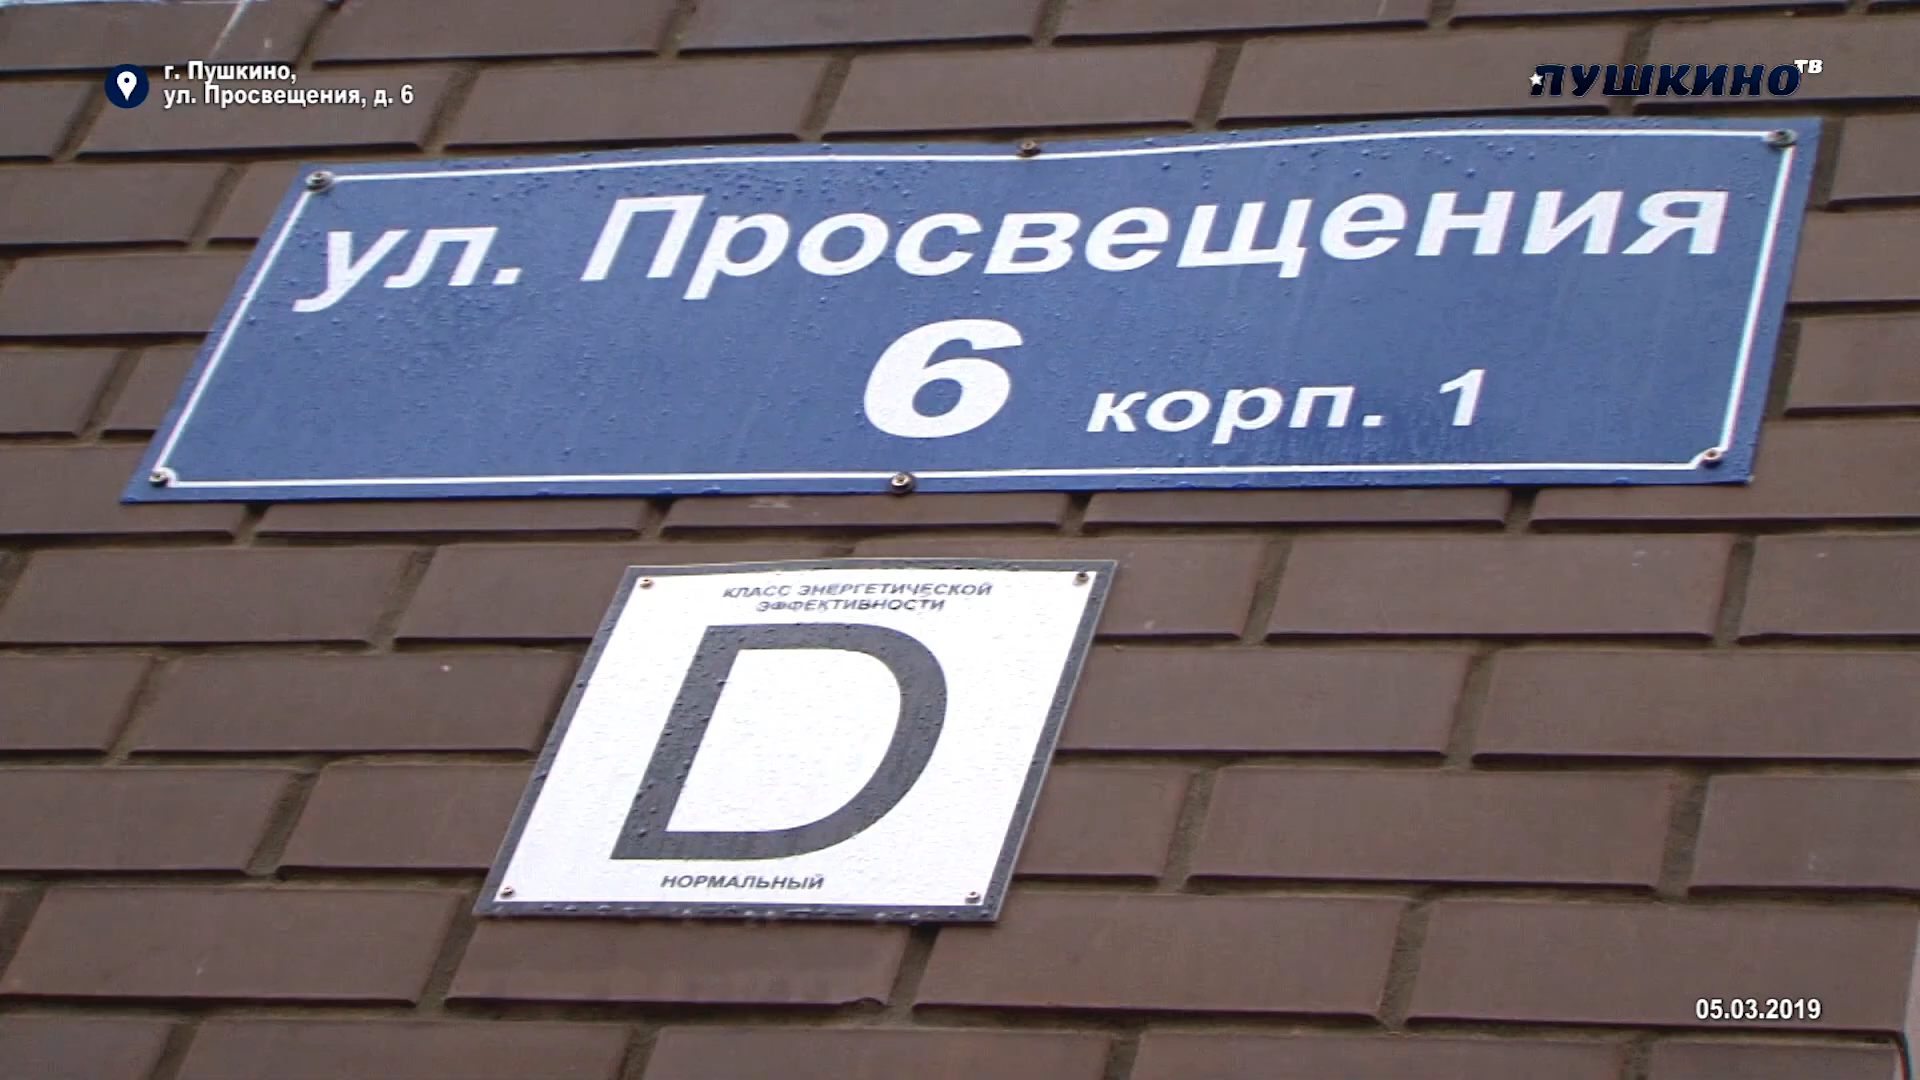 г. Пушкино,
ул. Просвещения, д. 6
ПУШКИНО ТВ
ул. Просвещения
6 корп. 1
КЛАСС ЭНЕРГЕТИЧЕСКОЙ
ЭФФЕКТИВНОСТИ
D
НОРМАЛЬНЫЙ
05.03.2019